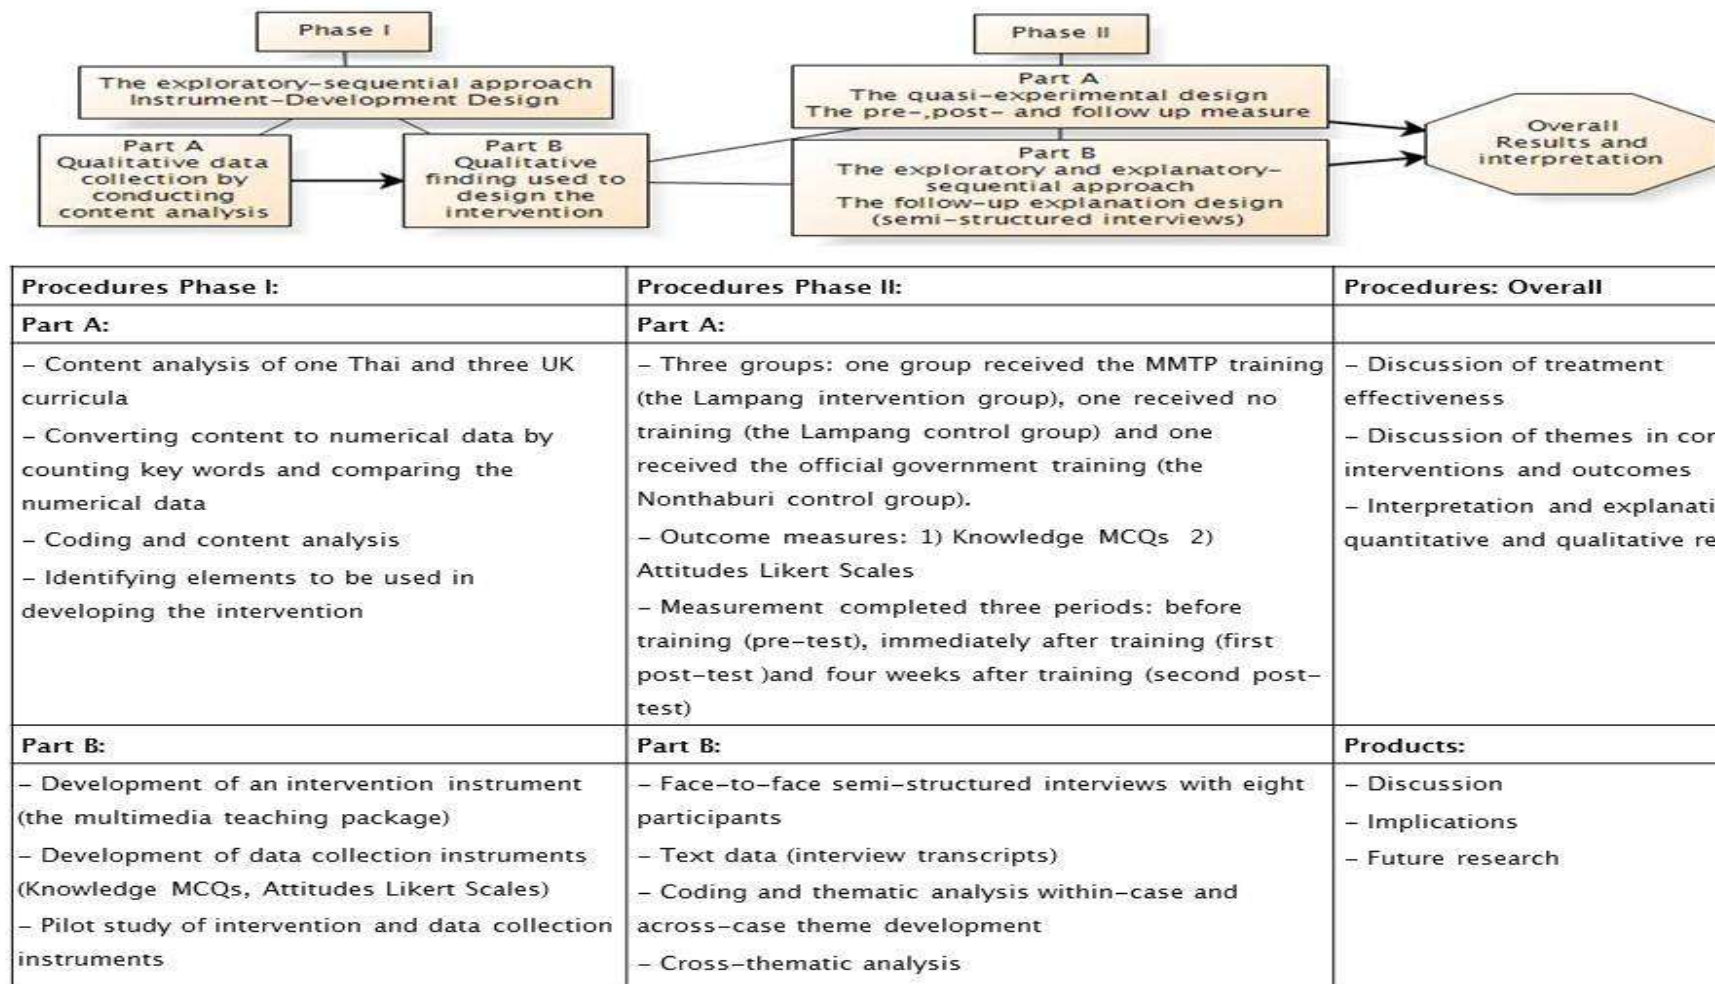 Phase I
The exploratory-sequential approach
Instrument-Development Design
Part A
Qualitative data
collection by
conducting
content analysis
Part B
Qualitative
finding used to
design the
intervention
Phase II
Part A
The quasi-experimental design
The pre-,post- and follow up measure
Part B
The exploratory and explanatory-
sequential approach
The follow-up explanation design
(semi-structured interviews)
Overall
Results and
interpretation
Procedures Phase I:
Part A:
– Content analysis of one Thai and three UK
curricula
– Converting content to numerical data by
counting key words and comparing the
numerical data
– Coding and content analysis
– Identifying elements to be used in
developing the intervention
Procedures Phase II:
Part A:
– Three groups: one group received the MMTP training
(the Lampang intervention group), one received no
training (the Lampang control group) and one
received the official government training (the
Nonthaburi control group).
– Outcome measures: 1) Knowledge MCQs 2)
Attitudes Likert Scales
– Measurement completed three periods: before
training (pre-test), immediately after training (first
post-test )and four weeks after training (second post-
test)
Procedures: Overall
– Discussion of treatment
effectiveness
– Discussion of themes in
interventions and outcomes
– Interpretation and
quantitative and qualitative
Part B:
– Development of an intervention instrument
(the multimedia teaching package)
– Development of data collection instruments
(Knowledge MCQs, Attitudes Likert Scales)
– Pilot study of intervention and data collection
instruments
Part B:
– Face-to-face semi-structured interviews with eight
participants
– Text data (interview transcripts)
– Coding and thematic analysis within-case and
across-case theme development
– Cross-thematic analysis
Products:
– Discussion
– Implications
– Future research